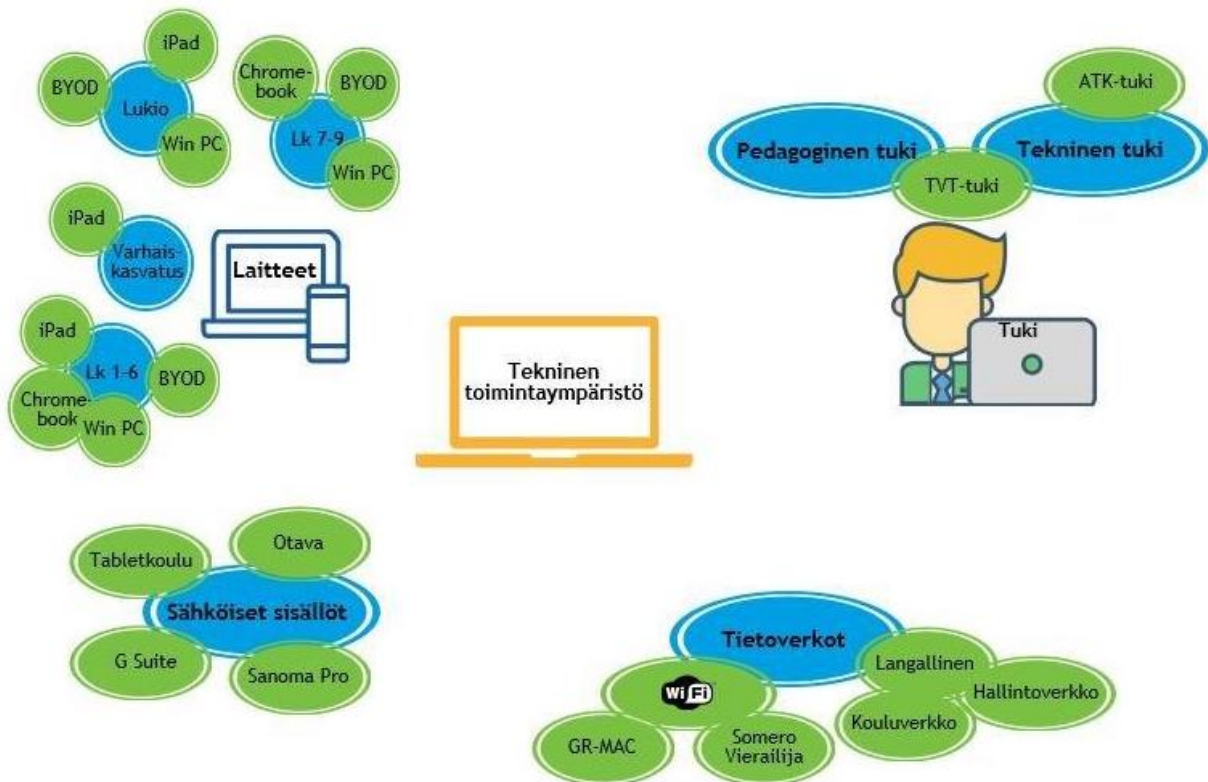 iPad
BYOD
Lukio
Win PC
Chrome-
book
BYOD
Lk 7-9
Win PC
iPad
Varhais-
kasvatus
Laitteet
iPad
Lk 1-6
BYOD
Chrome-
book
Win PC
ATK-tuki
Pedagoginen tuki
Tekninen tuki
TVT-tuki
Tuki
Tekninen
toimintaympäristö
Tabletkoulu
Otava
Sähköiset sisällöt
G Suite
Sanoma Pro
Tietoverkot
WiFi
Langallinen
Hallintoverkko
Kouluverkko
GR-MAC
Somero
Vierailija